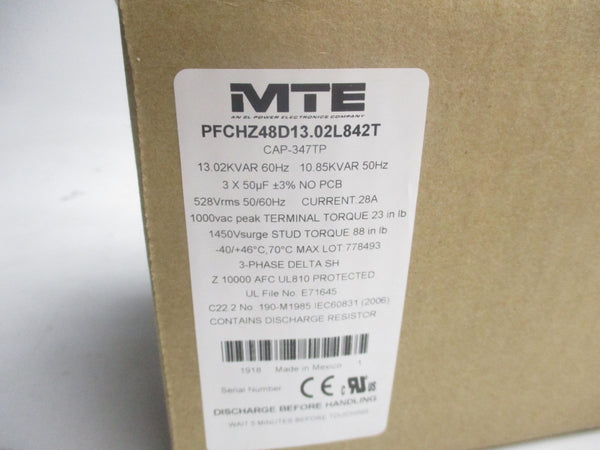 MTE
AN SL POWER ELECTRONICS COMPANY
PFCHZ48D13.02L842T
CAP-347TP
13.02KVAR 60Hz 10.85KVAR 50Hz
3 X 50µF ±3% NO PCB
528Vrms 50/60Hz CURRENT 28A
1000vac peak TERMINAL TORQUE 23 in lb
1450Vsurge STUD TORQUE 88 in lb
-40/+46°C,70°C MAX LOT 778493
3-PHASE DELTA SH
Z 10000 AFC UL810 PROTECTED
UL File No. E71645
C22.2 No. 190-M1985 IEC60831 (2006)
CONTAINS DISCHARGE RESISTOR
1918 Made in Mexico 1
Serial Number CE c RU us
DISCHARGE BEFORE HANDLING
WAIT 5 MINUTES BEFORE TOUCHING